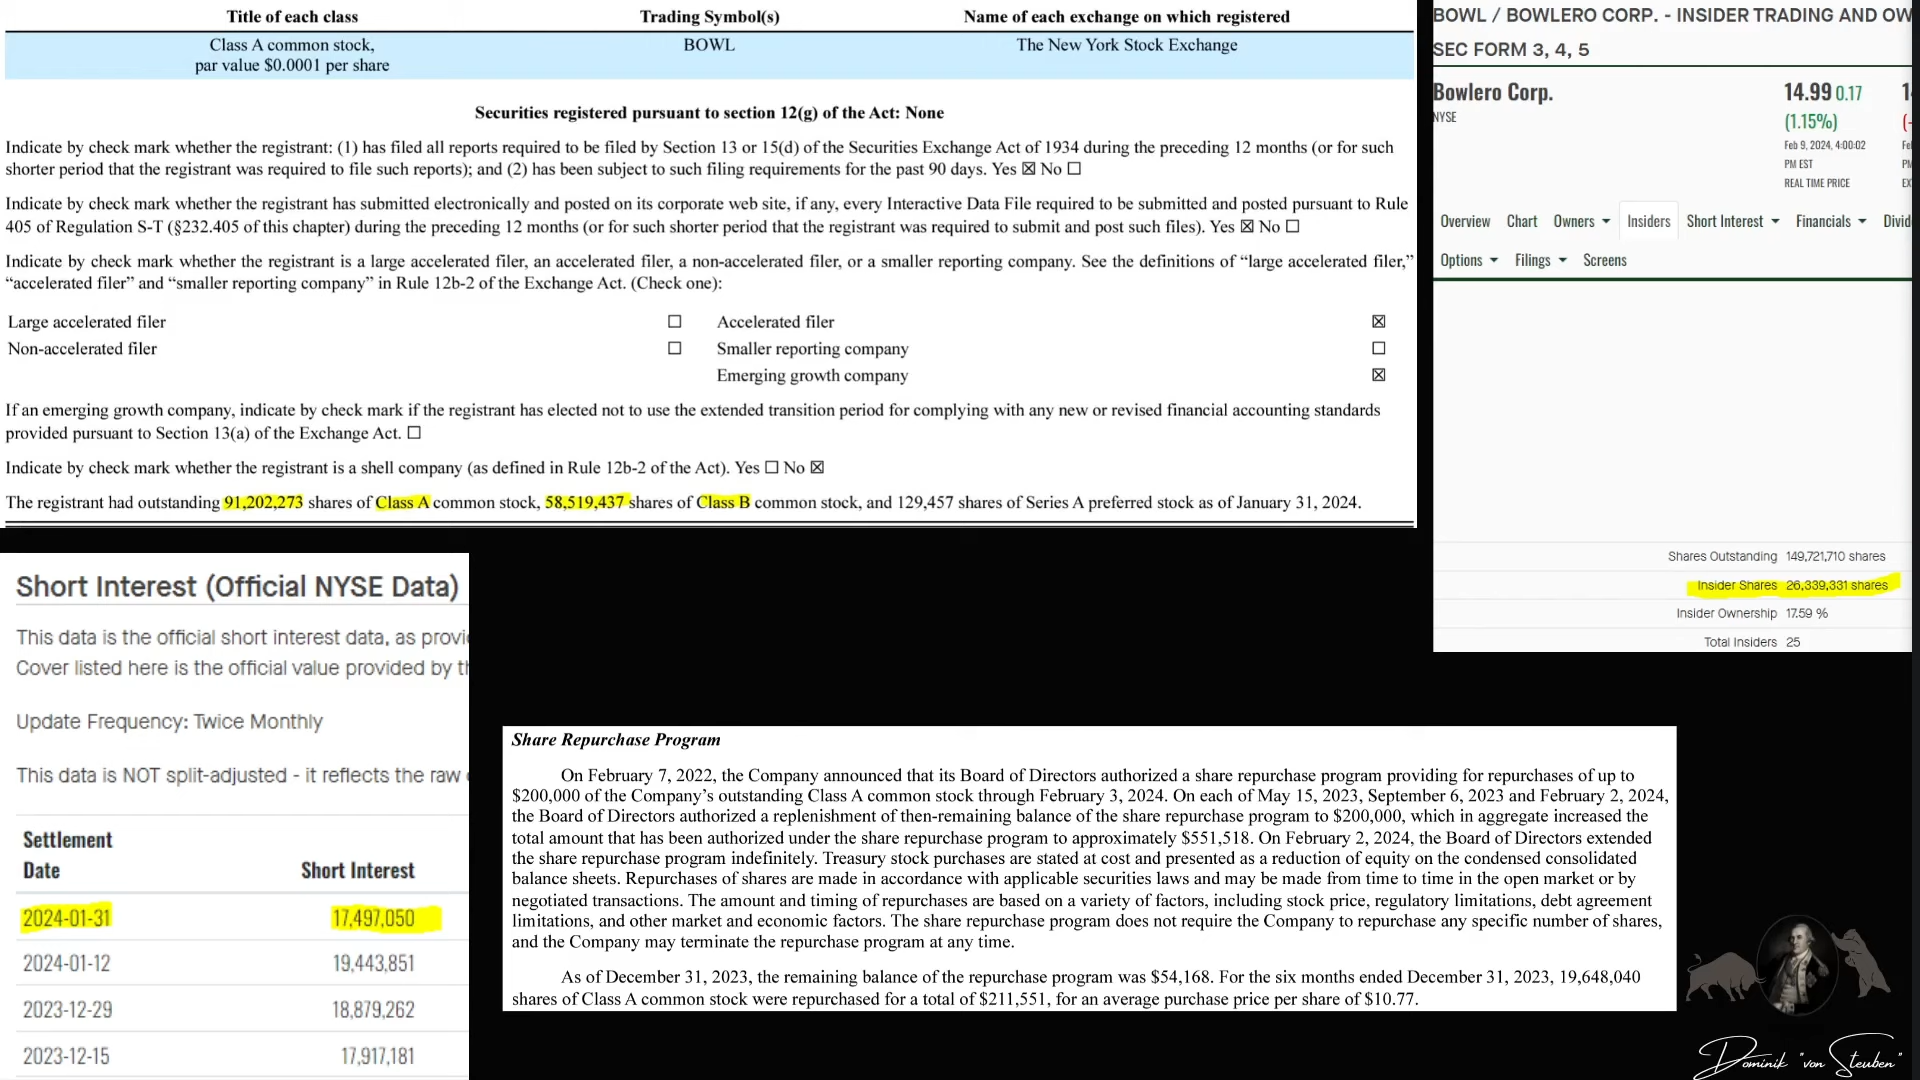 Title of each class Trading Symbol(s) Name of each exchange on which registered
Class A common stock, BOWL The New York Stock Exchange
par value $0.0001 per share
Securities registered pursuant to section 12(g) of the Act: None
Indicate by check mark whether the registrant: (1) has filed all reports required to be filed by Section 13 or 15(d) of the Securities Exchange Act of 1934 during the preceding 12 months (or for such
shorter period that the registrant was required to file such reports); and (2) has been subject to such filing requirements for the past 90 days. Yes ☒ No ☐
Indicate by check mark whether the registrant has submitted electronically and posted on its corporate web site, if any, every Interactive Data File required to be submitted and posted pursuant to Rule
405 of Regulation S-T (§232.405 of this chapter) during the preceding 12 months (or for such shorter period that the registrant was required to submit and post such files). Yes ☒ No ☐
Indicate by check mark whether the registrant is a large accelerated filer, an accelerated filer, a non-accelerated filer, or a smaller reporting company. See the definitions of “large accelerated filer,”
“accelerated filer” and “smaller reporting company” in Rule 12b-2 of the Exchange Act. (Check one):
Large accelerated filer ☐ Accelerated filer ☒
Non-accelerated filer ☐ Smaller reporting company ☐
Emerging growth company ☒
If an emerging growth company, indicate by check mark if the registrant has elected not to use the extended transition period for complying with any new or revised financial accounting standards
provided pursuant to Section 13(a) of the Exchange Act. ☐
Indicate by check mark whether the registrant is a shell company (as defined in Rule 12b-2 of the Act). Yes ☐ No ☒
The registrant had outstanding 91,202,273 shares of Class A common stock, 58,519,437 shares of Class B common stock, and 129,457 shares of Series A preferred stock as of January 31, 2024.
BOWL / BOWLERO CORP. - INSIDER TRADING AND OW
SEC FORM 3, 4, 5
Bowlero Corp. 14.99 0.17
NYSE (1.15%)
Feb 9, 2024, 4:00:02
PM EST
REAL TIME PRICE
Overview Chart Owners Insiders Short Interest Financials Divid
Options Filings Screens
Shares Outstanding 149,721,710 shares
Insider Shares 26,339,331 shares
Insider Ownership 17.59 %
Total Insiders 25
Short Interest (Official NYSE Data)
This data is the official short interest data, as provi
Cover listed here is the official value provided by th
Update Frequency: Twice Monthly
This data is NOT split-adjusted - it reflects the raw
Settlement
Date Short Interest
2024-01-31 17,497,050
2024-01-12 19,443,851
2023-12-29 18,879,262
2023-12-15 17,917,181
Share Repurchase Program
On February 7, 2022, the Company announced that its Board of Directors authorized a share repurchase program providing for repurchases of up to
$200,000 of the Company’s outstanding Class A common stock through February 3, 2024. On each of May 15, 2023, September 6, 2023 and February 2, 2024,
the Board of Directors authorized a replenishment of then-remaining balance of the share repurchase program to $200,000, which in aggregate increased the
total amount that has been authorized under the share repurchase program to approximately $551,518. On February 2, 2024, the Board of Directors extended
the share repurchase program indefinitely. Treasury stock purchases are stated at cost and presented as a reduction of equity on the condensed consolidated
balance sheets. Repurchases of shares are made in accordance with applicable securities laws and may be made from time to time in the open market or by
negotiated transactions. The amount and timing of repurchases are based on a variety of factors, including stock price, regulatory limitations, debt agreement
limitations, and other market and economic factors. The share repurchase program does not require the Company to repurchase any specific number of shares,
and the Company may terminate the repurchase program at any time.
As of December 31, 2023, the remaining balance of the repurchase program was $54,168. For the six months ended December 31, 2023, 19,648,040
shares of Class A common stock were repurchased for a total of $211,551, for an average purchase price per share of $10.77.
Dominik "von Steuben"